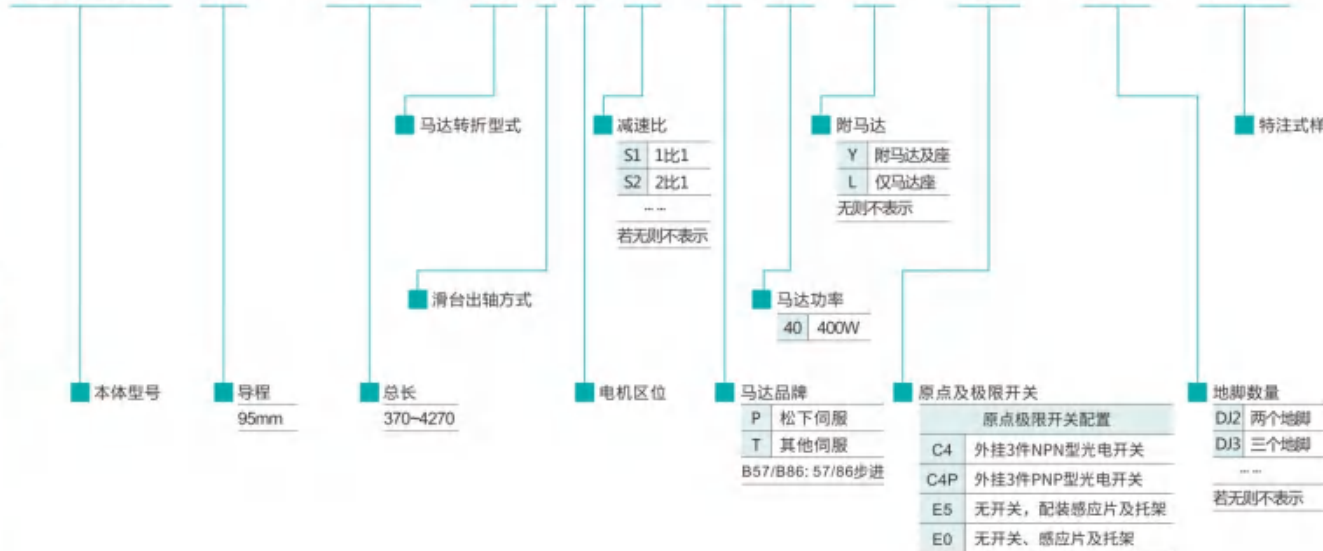 马达转折型式
减速比
S1 1比1
S2 2比1
... ...
若无则不表示
附马达
Y 附马达及座
L 仅马达座
无则不表示
特注式样
滑台出轴方式
马达功率
40 400W
本体型号
导程
95mm
总长
370~4270
电机区位
马达品牌
P 松下伺服
T 其他伺服
B57/B86: 57/86步进
原点及极限开关
原点极限开关配置
C4 外挂3件NPN型光电开关
C4P 外挂3件PNP型光电开关
E5 无开关，配装感应片及托架
E0 无开关、感应片及托架
地脚数量
DJ2 两个地脚
DJ3 三个地脚
... ...
若无则不表示